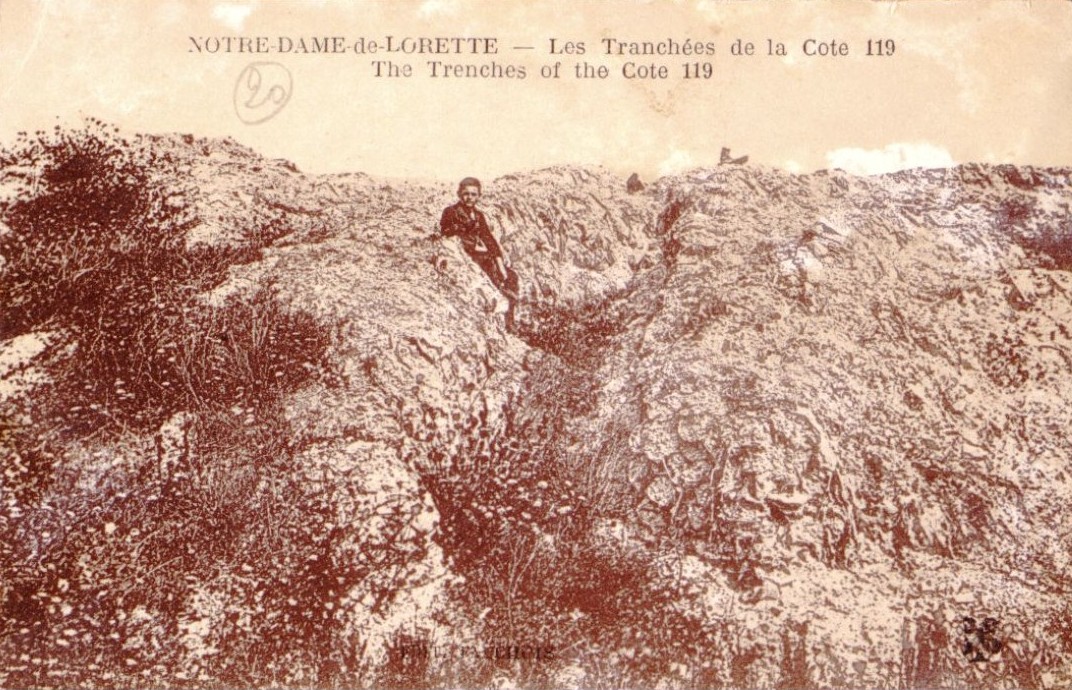 NOTRE-DAME-de-LORETTE — Les Tranchées de la Cote 119
The Trenches of the Cote 119
20